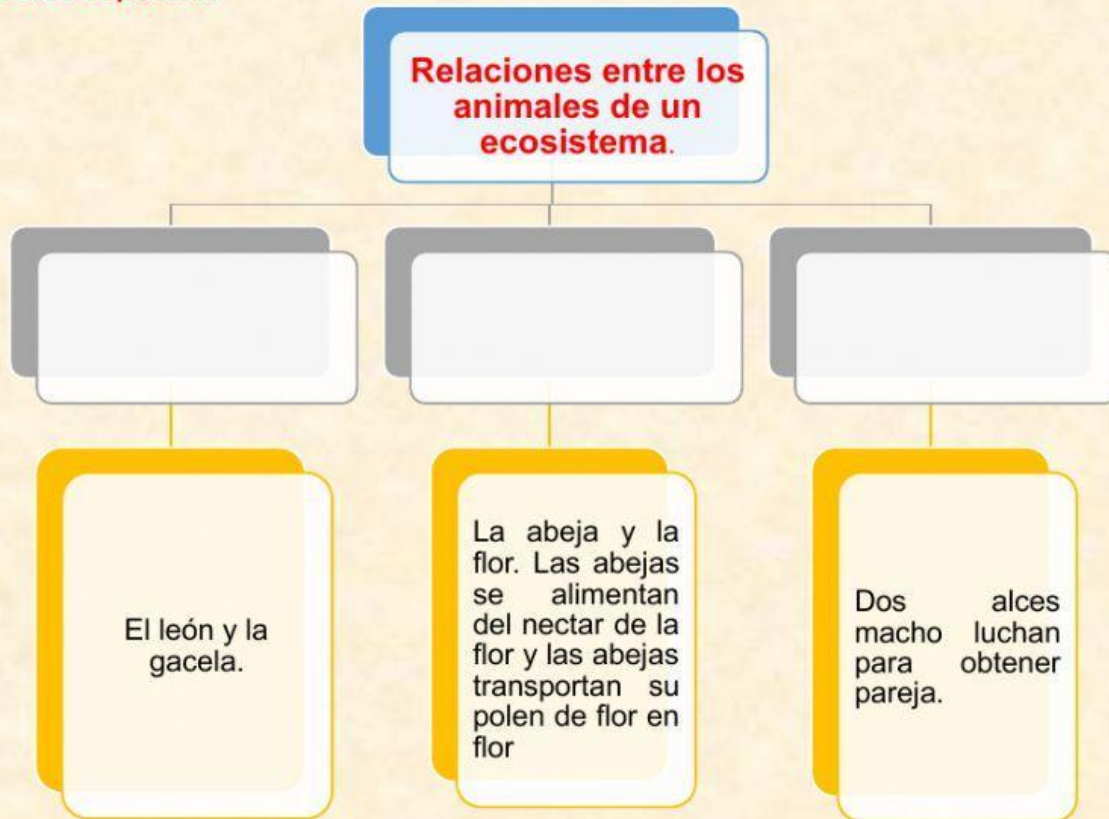 Relaciones entre los
animales de un
ecosistema.
El león y la
gacela.
La abeja y la
flor. Las abejas
se alimentan
del nectar de la
flor y las abejas
transportan su
polen de flor en
flor
Dos alces
macho luchan
para obtener
pareja.